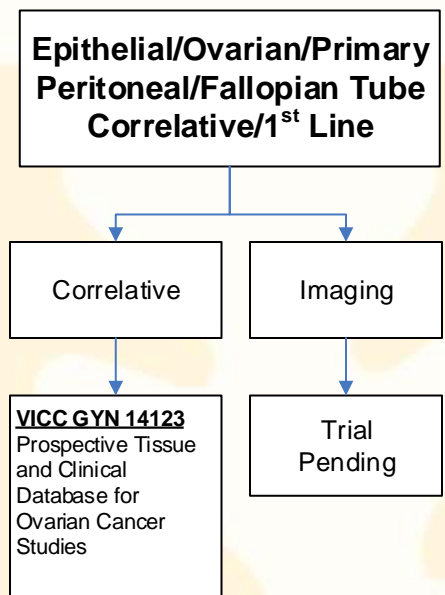 Epithelial/Ovarian/Primary
Peritoneal/Fallopian Tube
Correlative/1st Line
Correlative
Imaging
VICC GYN 14123
Prospective Tissue
and Clinical
Database for
Ovarian Cancer
Studies
Trial
Pending